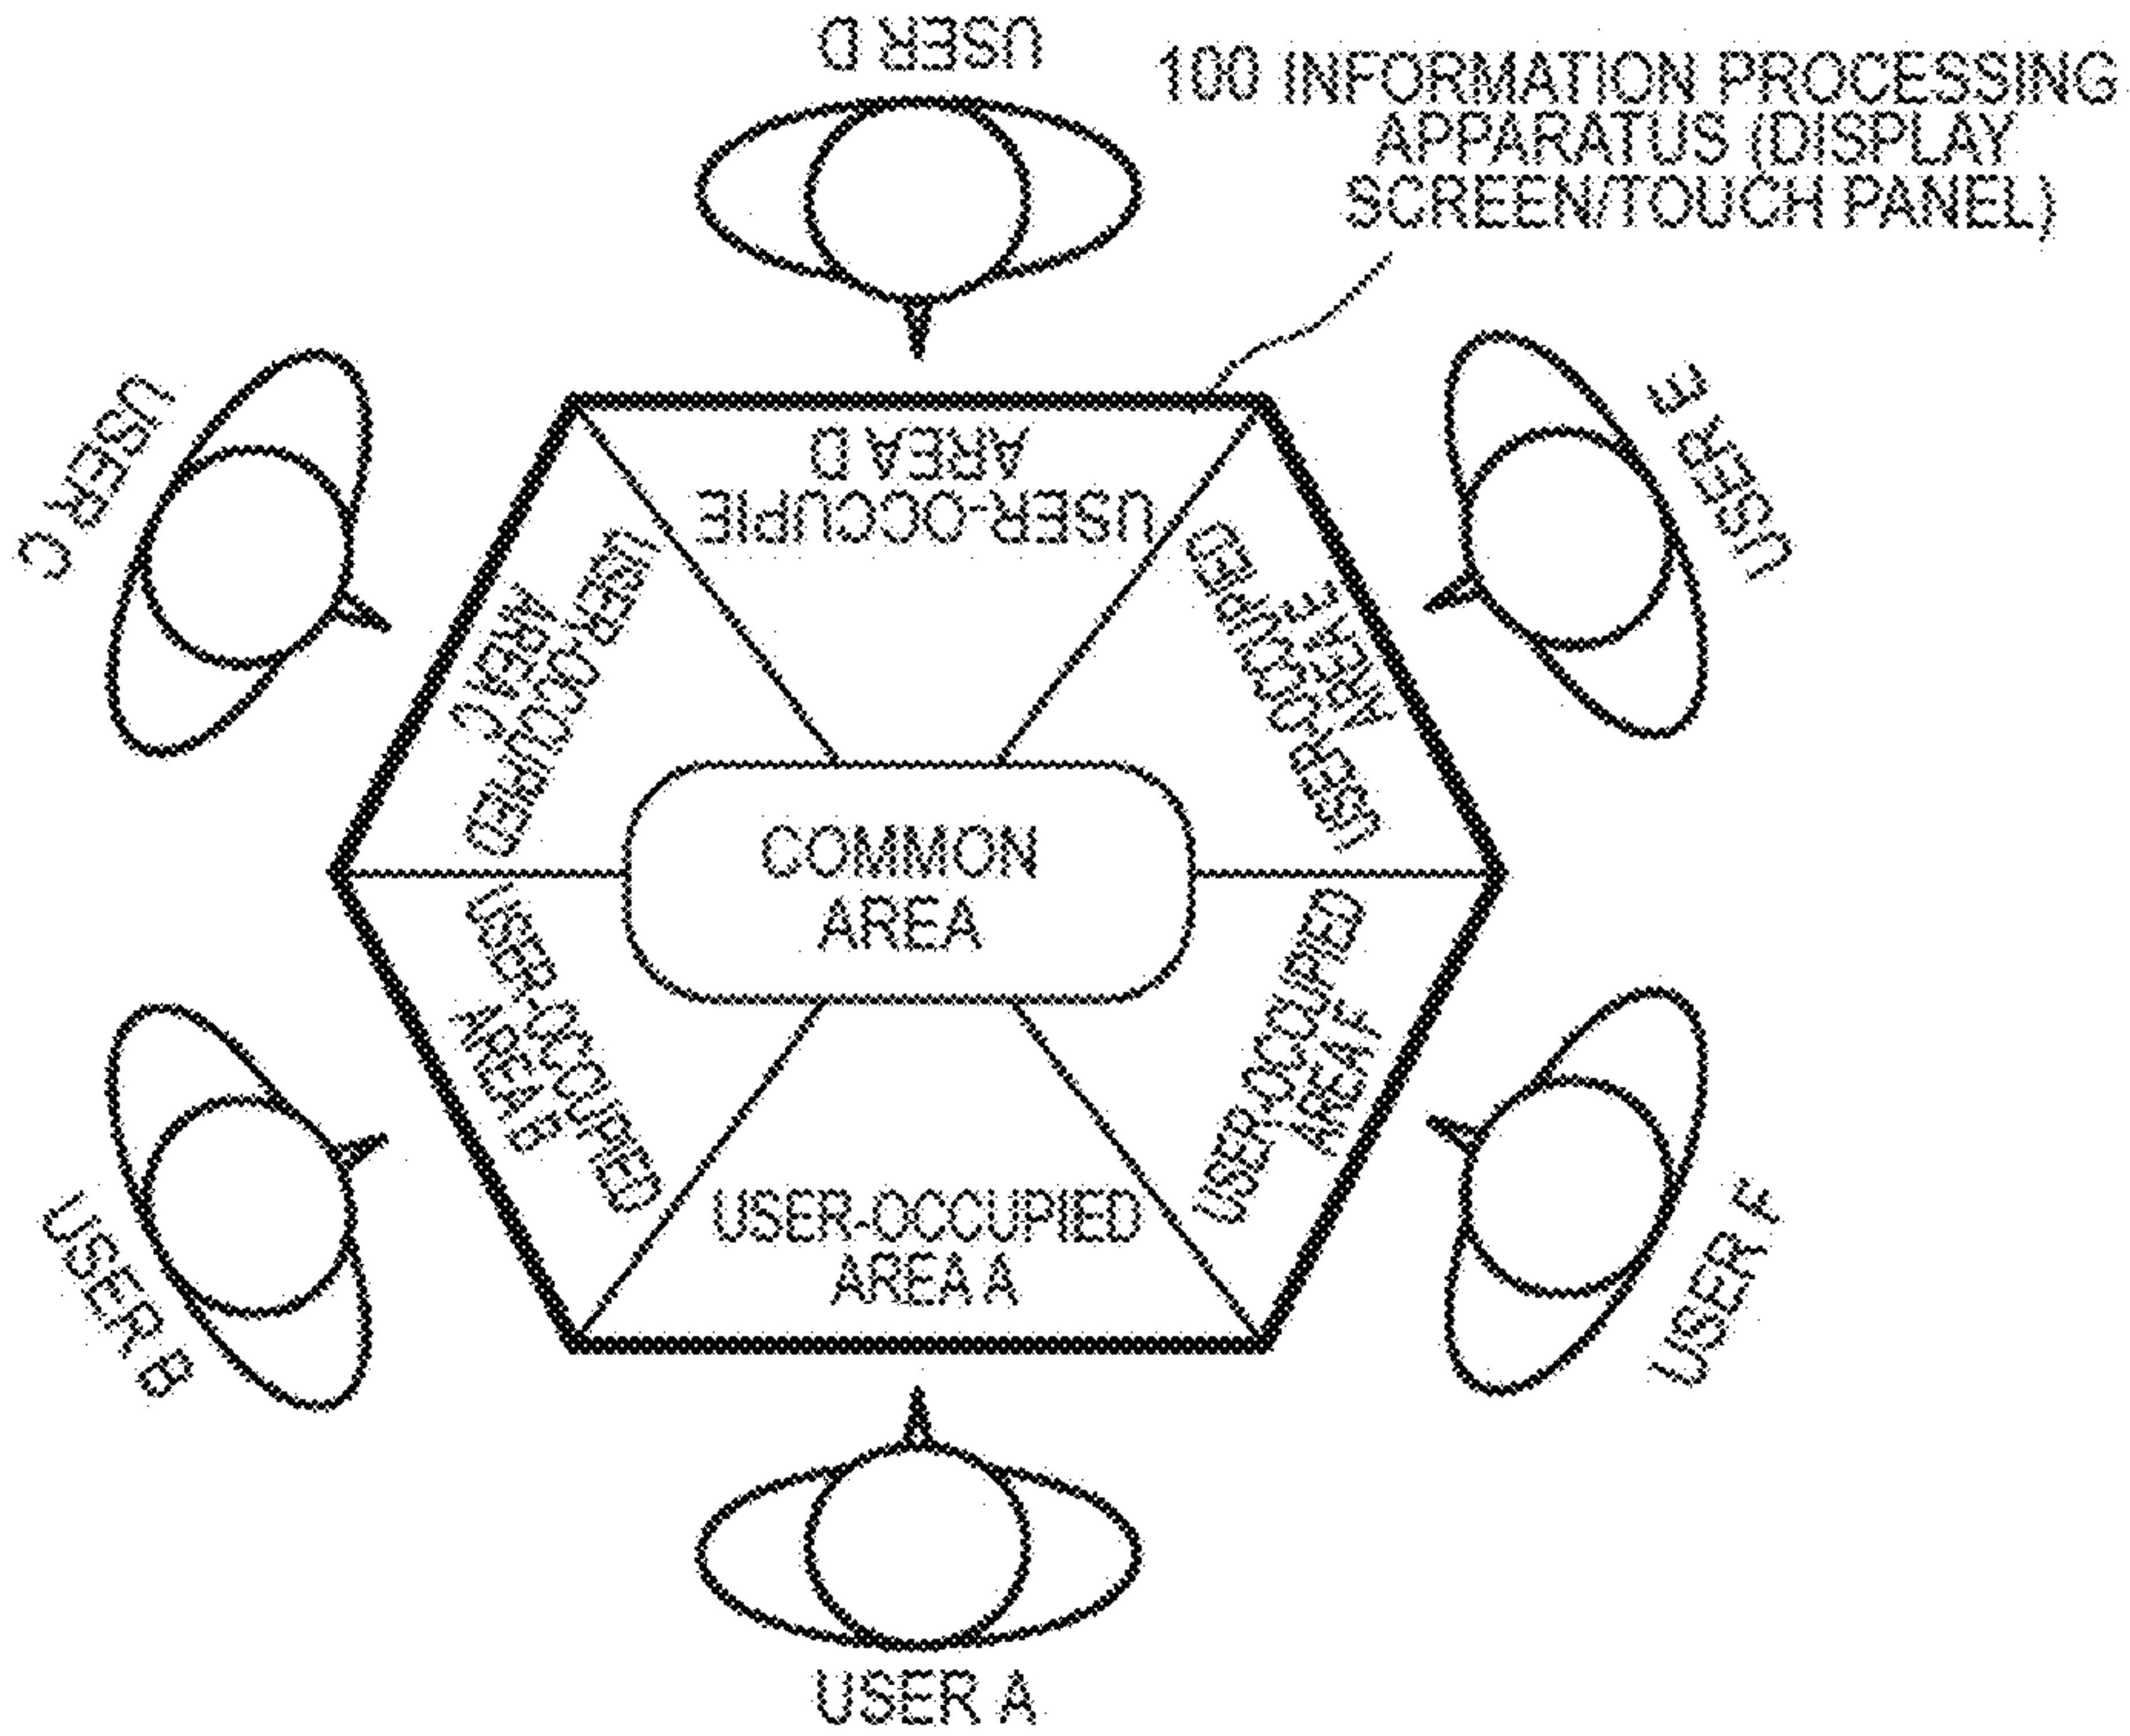 USER D
100 INFORMATION PROCESSING
APPARATUS (DISPLAY
SCREEN/TOUCH PANEL)
USER C
USER E
USER-OCCUPIE
AREA D
USER-OCCUPIED
AREA C
USER-OCCUPIED
AREA E
COMMON
AREA
USER-OCCUPIED
AREA B
USER-OCCUPIED
AREA F
USER-OCCUPIED
AREA A
USER B
USER F
USER A